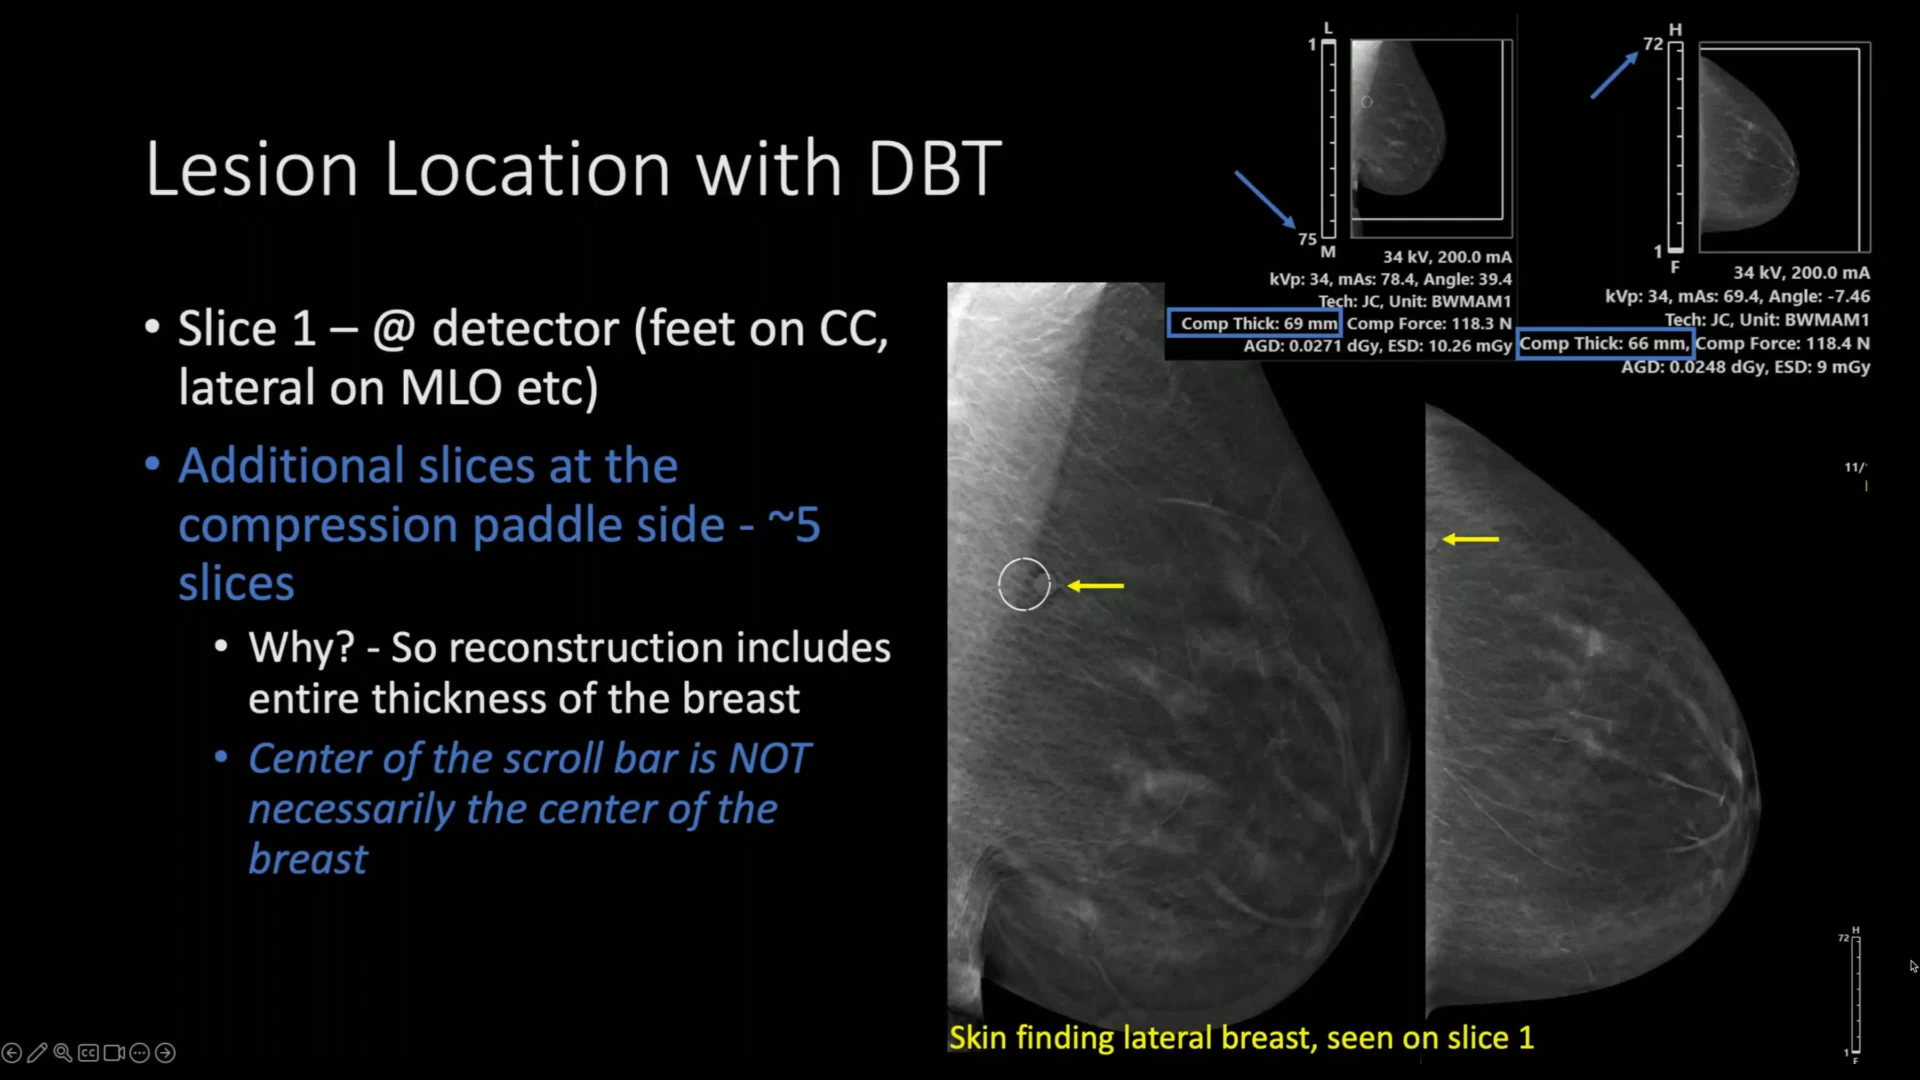 Lesion Location with DBT
• Slice 1 – @ detector (feet on CC,
lateral on MLO etc)
• Additional slices at the
compression paddle side - ~5
slices
• Why? - So reconstruction includes
entire thickness of the breast
• Center of the scroll bar is NOT
necessarily the center of the
breast
L
1
75
M
34 kV, 200.0 mA
kVp: 34, mAs: 78.4, Angle: 39.4
Tech: JC, Unit: BWMAM1
Comp Thick: 69 mm Comp Force: 118.3 N
AGD: 0.0271 dGy, ESD: 10.26 mGy
H
72
1
F
34 kV, 200.0 mA
kVp: 34, mAs: 69.4, Angle: -7.46
Tech: JC, Unit: BWMAM1
Comp Thick: 66 mm, Comp Force: 118.4 N
AGD: 0.0248 dGy, ESD: 9 mGy
11/
H
72
1
F
Skin finding lateral breast, seen on slice 1
CC